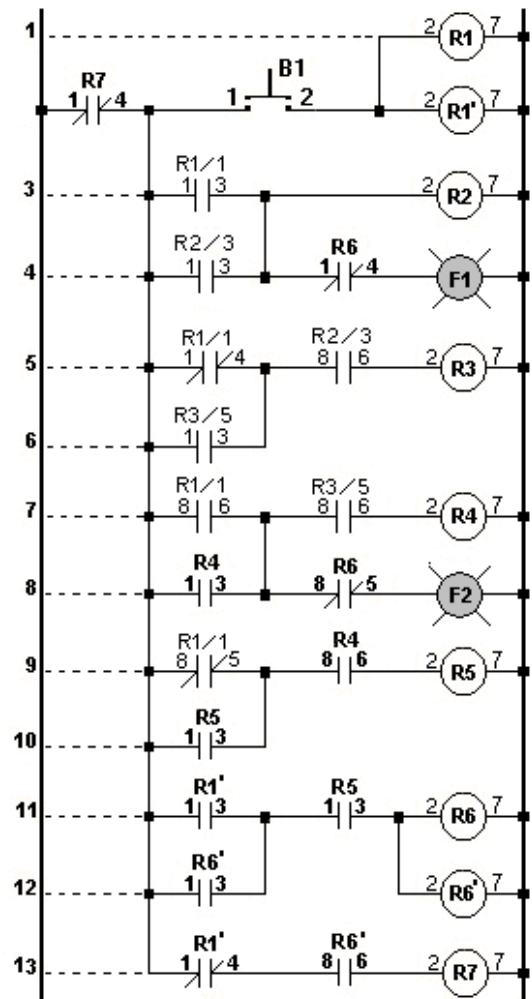 1 2 R1 7
R7 B1
1 4 1 2 2 R1' 7
R1/1
3 1 3 2 R2 7
R2/3 R6
4 1 3 1 4 F1
R1/1 R2/3
5 1 4 8 6 2 R3 7
R3/5
6 1 3
R1/1 R3/5
7 8 6 8 6 2 R4 7
R4 R6
8 1 3 8 5 F2
R1/1 R4
9 8 5 8 6 2 R5 7
R5
10 1 3
R1' R5
11 1 3 1 3 2 R6 7
R6'
12 1 3 2 R6' 7
R1' R6'
13 1 4 8 6 2 R7 7